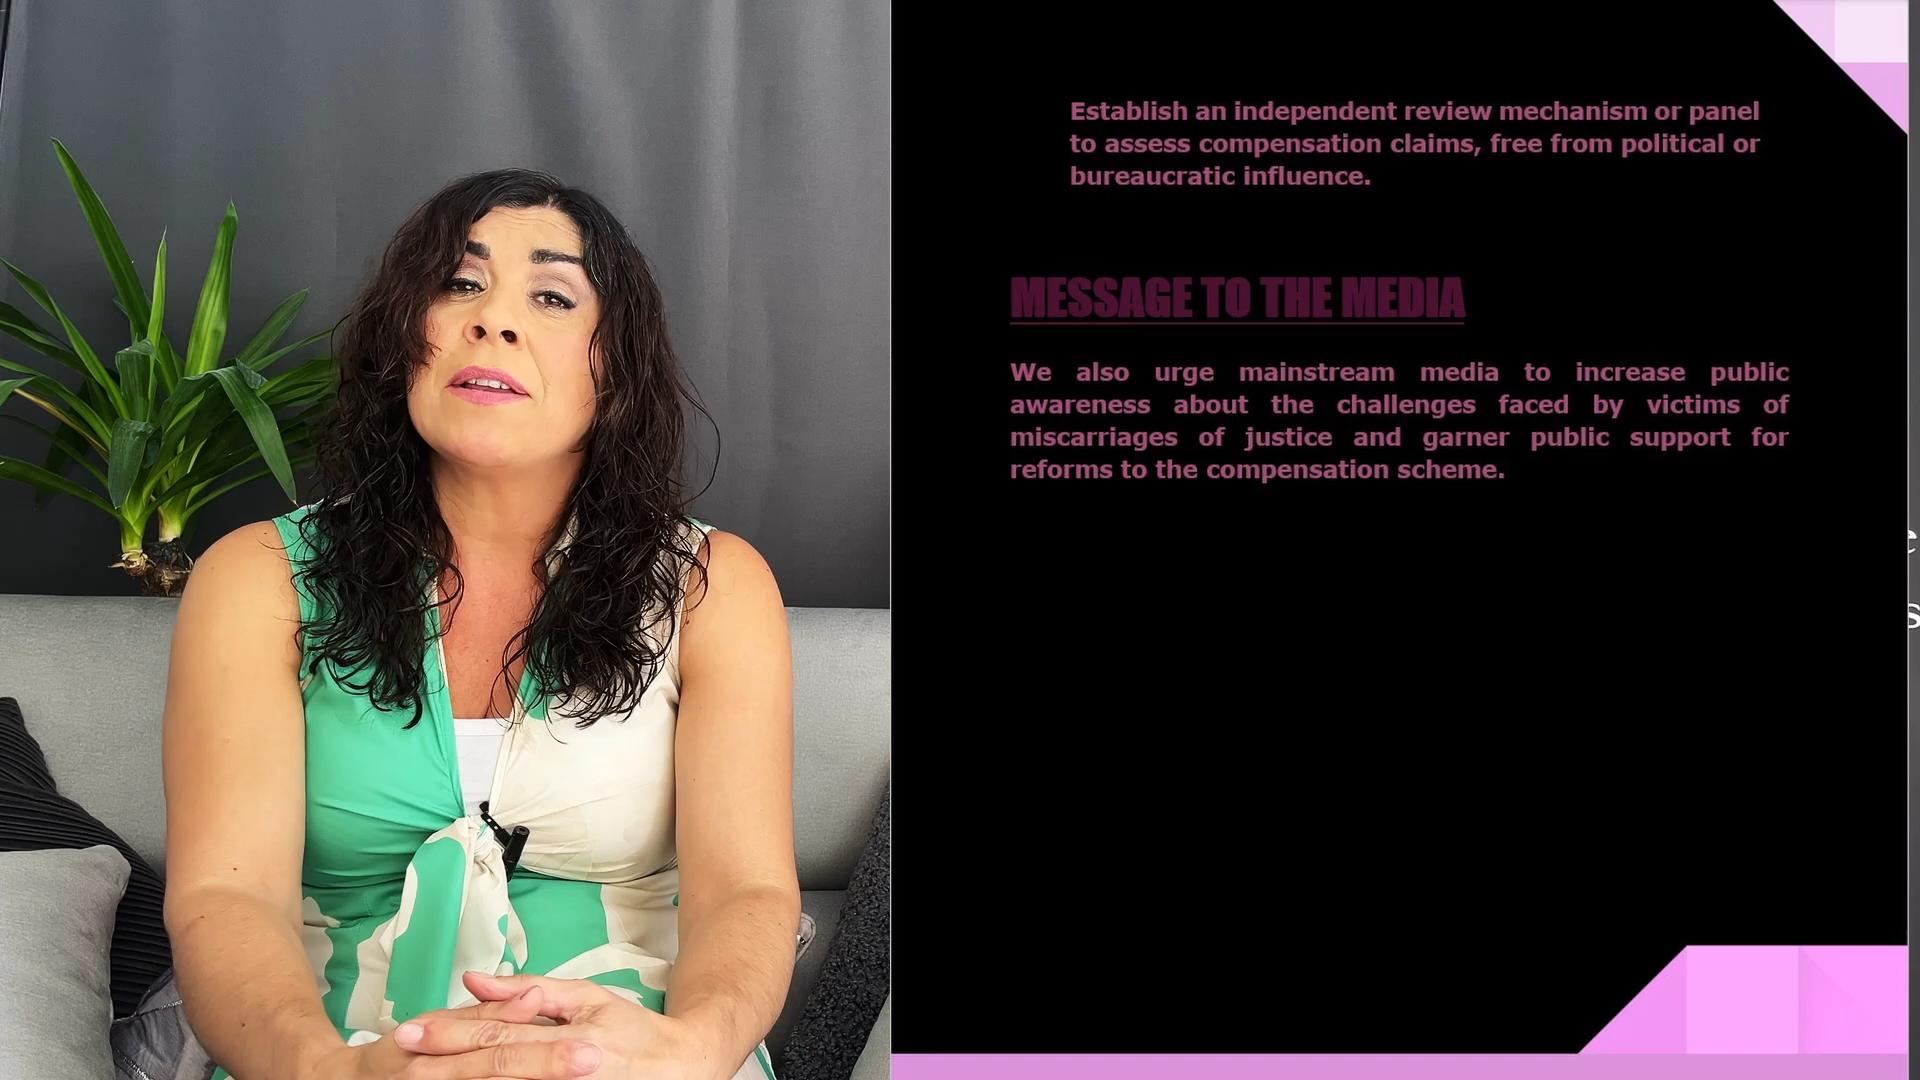 Establish an independent review mechanism or panel
to assess compensation claims, free from political or
bureaucratic influence.
MESSAGE TO THE MEDIA
We also urge mainstream media to increase public
awareness about the challenges faced by victims of
miscarriages of justice and garner public support for
reforms to the compensation scheme.